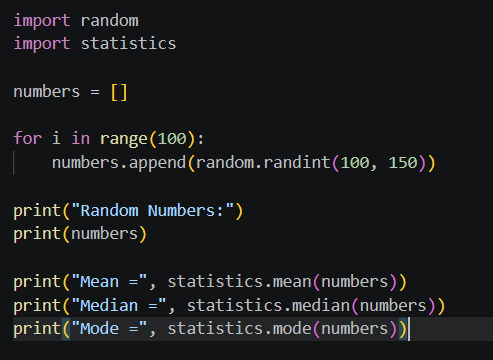 import random
import statistics
numbers = []
for i in range(100):
    numbers.append(random.randint(100, 150))
print("Random Numbers:")
print(numbers)
print("Mean =", statistics.mean(numbers))
print("Median =", statistics.median(numbers))
print("Mode =", statistics.mode(numbers))